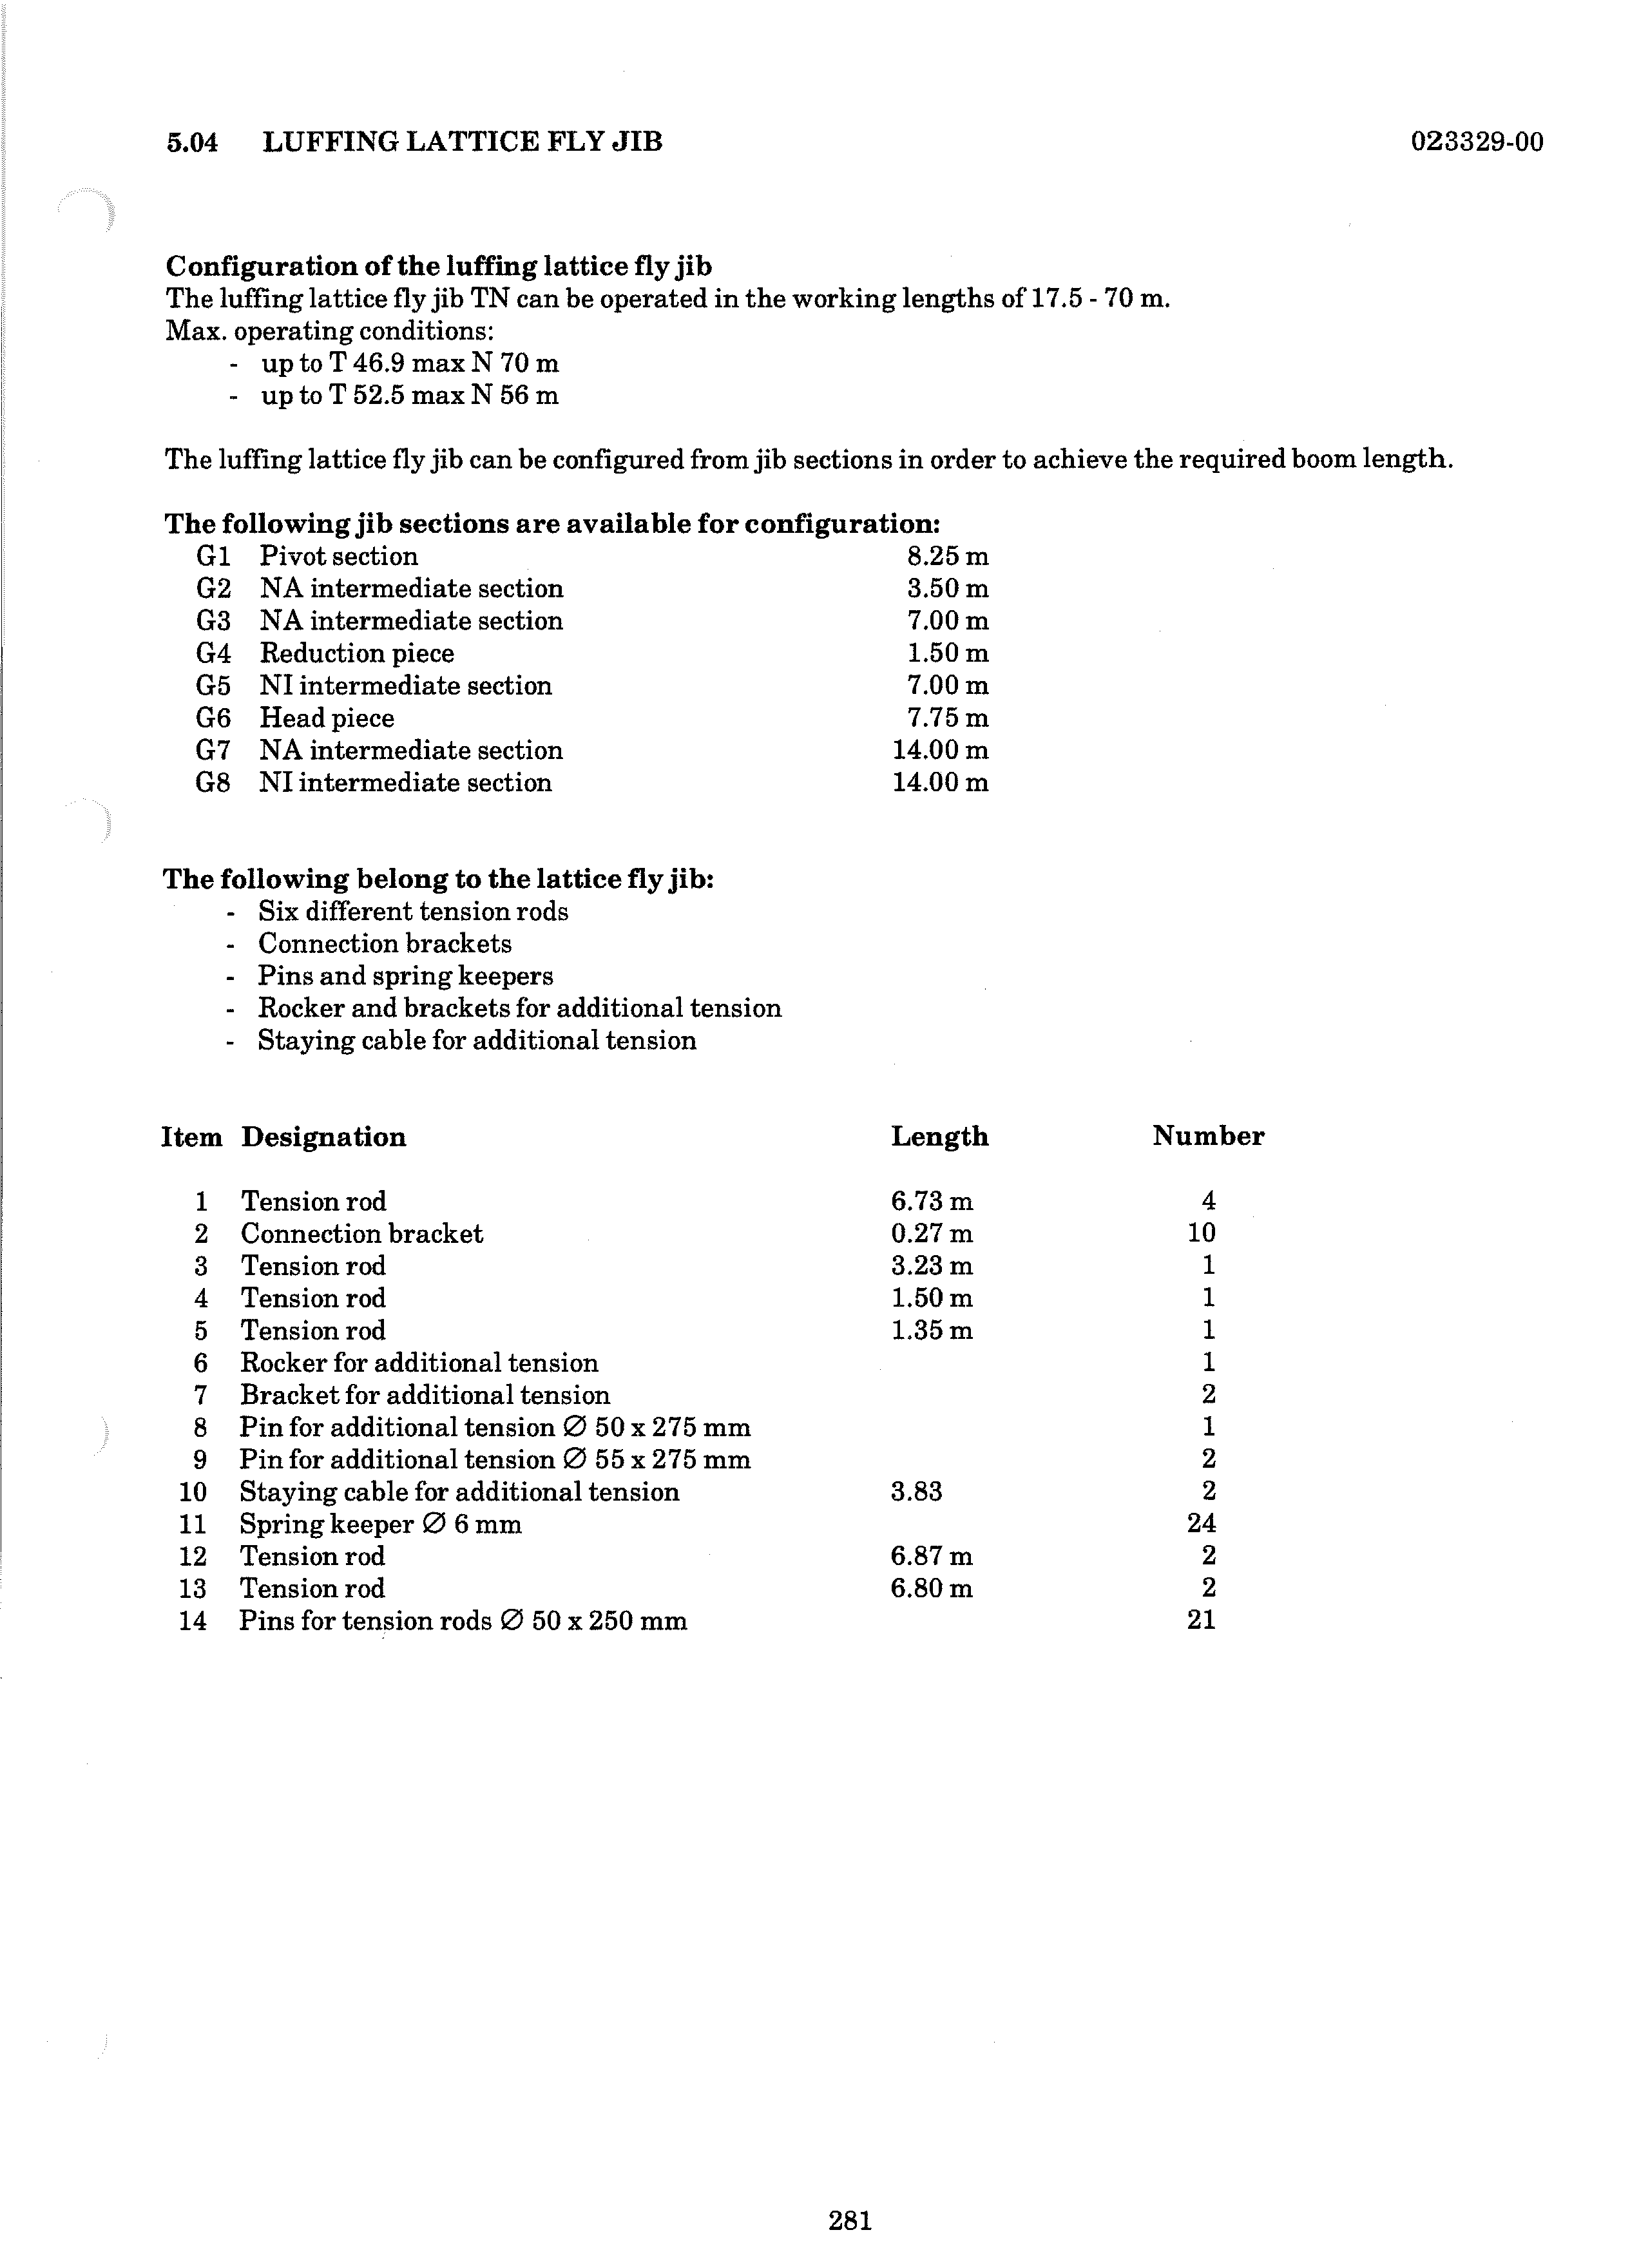 5.04 LUFFING LATTICE FLY JIB 023329-00
Configuration of the luffing lattice fly jib
The luffing lattice fly jib TN can be operated in the working lengths of 17.5 - 70 m.
Max. operating conditions:
- up to T 46.9 max N 70 m
- up to T 52.5 max N 56 m
The luffing lattice fly jib can be configured from jib sections in order to achieve the required boom length.
The following jib sections are available for configuration:
G1 Pivot section 8.25 m
G2 NA intermediate section 3.50 m
G3 NA intermediate section 7.00 m
G4 Reduction piece 1.50 m
G5 NI intermediate section 7.00 m
G6 Head piece 7.75 m
G7 NA intermediate section 14.00 m
G8 NI intermediate section 14.00 m
The following belong to the lattice fly jib:
- Six different tension rods
- Connection brackets
- Pins and spring keepers
- Rocker and brackets for additional tension
- Staying cable for additional tension
Item Designation Length Number
1 Tension rod 6.73 m 4
2 Connection bracket 0.27 m 10
3 Tension rod 3.23 m 1
4 Tension rod 1.50 m 1
5 Tension rod 1.35 m 1
6 Rocker for additional tension 1
7 Bracket for additional tension 2
8 Pin for additional tension ∅ 50 x 275 mm 1
9 Pin for additional tension ∅ 55 x 275 mm 2
10 Staying cable for additional tension 3.83 2
11 Spring keeper ∅ 6 mm 24
12 Tension rod 6.87 m 2
13 Tension rod 6.80 m 2
14 Pins for tension rods ∅ 50 x 250 mm 21
281